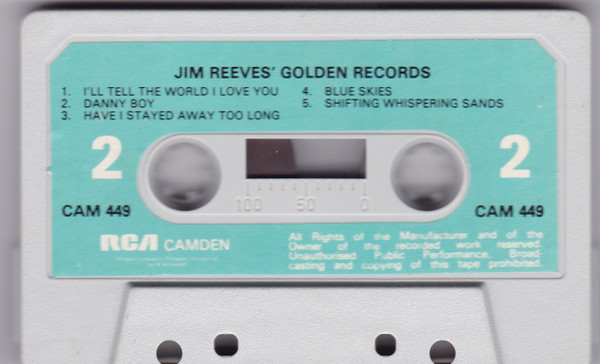 JIM REEVES' GOLDEN RECORDS
1. I'LL TELL THE WORLD I LOVE YOU
2. DANNY BOY
3. HAVE I STAYED AWAY TOO LONG
4. BLUE SKIES
5. SHIFTING WHISPERING SANDS
2
2
100 50 0
CAM 449
CAM 449
RCA CAMDEN
All Rights of the Manufacturer and of the
Owner of the recorded work reserved.
Unauthorised Public Performance, Broad-
casting and copying of this tape prohibited.